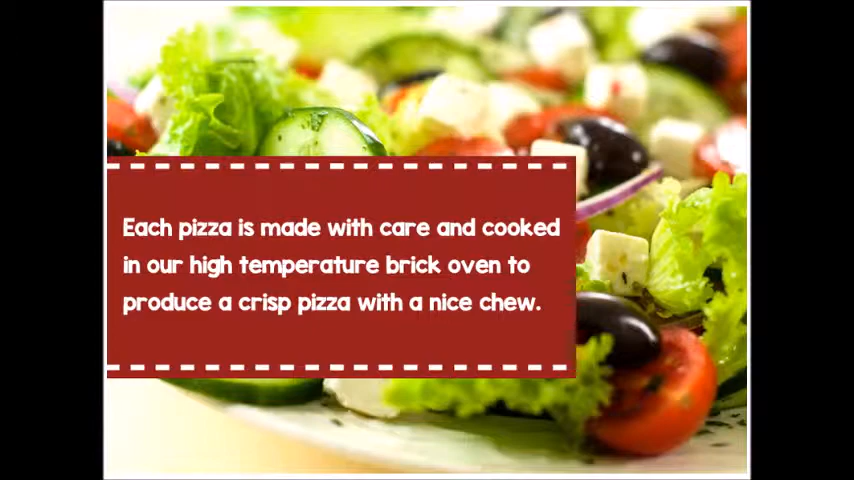 Each pizza is made with care and cooked
in our high temperature brick oven to
produce a crisp pizza with a nice chew.